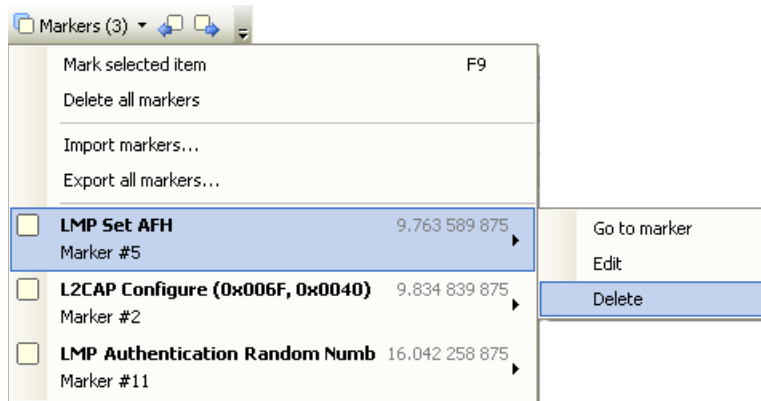 Markers (3)
Mark selected item F9
Delete all markers
Import markers...
Export all markers...
LMP Set AFH 9.763 589 875
Marker #5
Go to marker
Edit
L2CAP Configure (0x006F, 0x0040) 9.834 839 875
Delete
Marker #2
LMP Authentication Random Numb 16.042 258 875
Marker #11